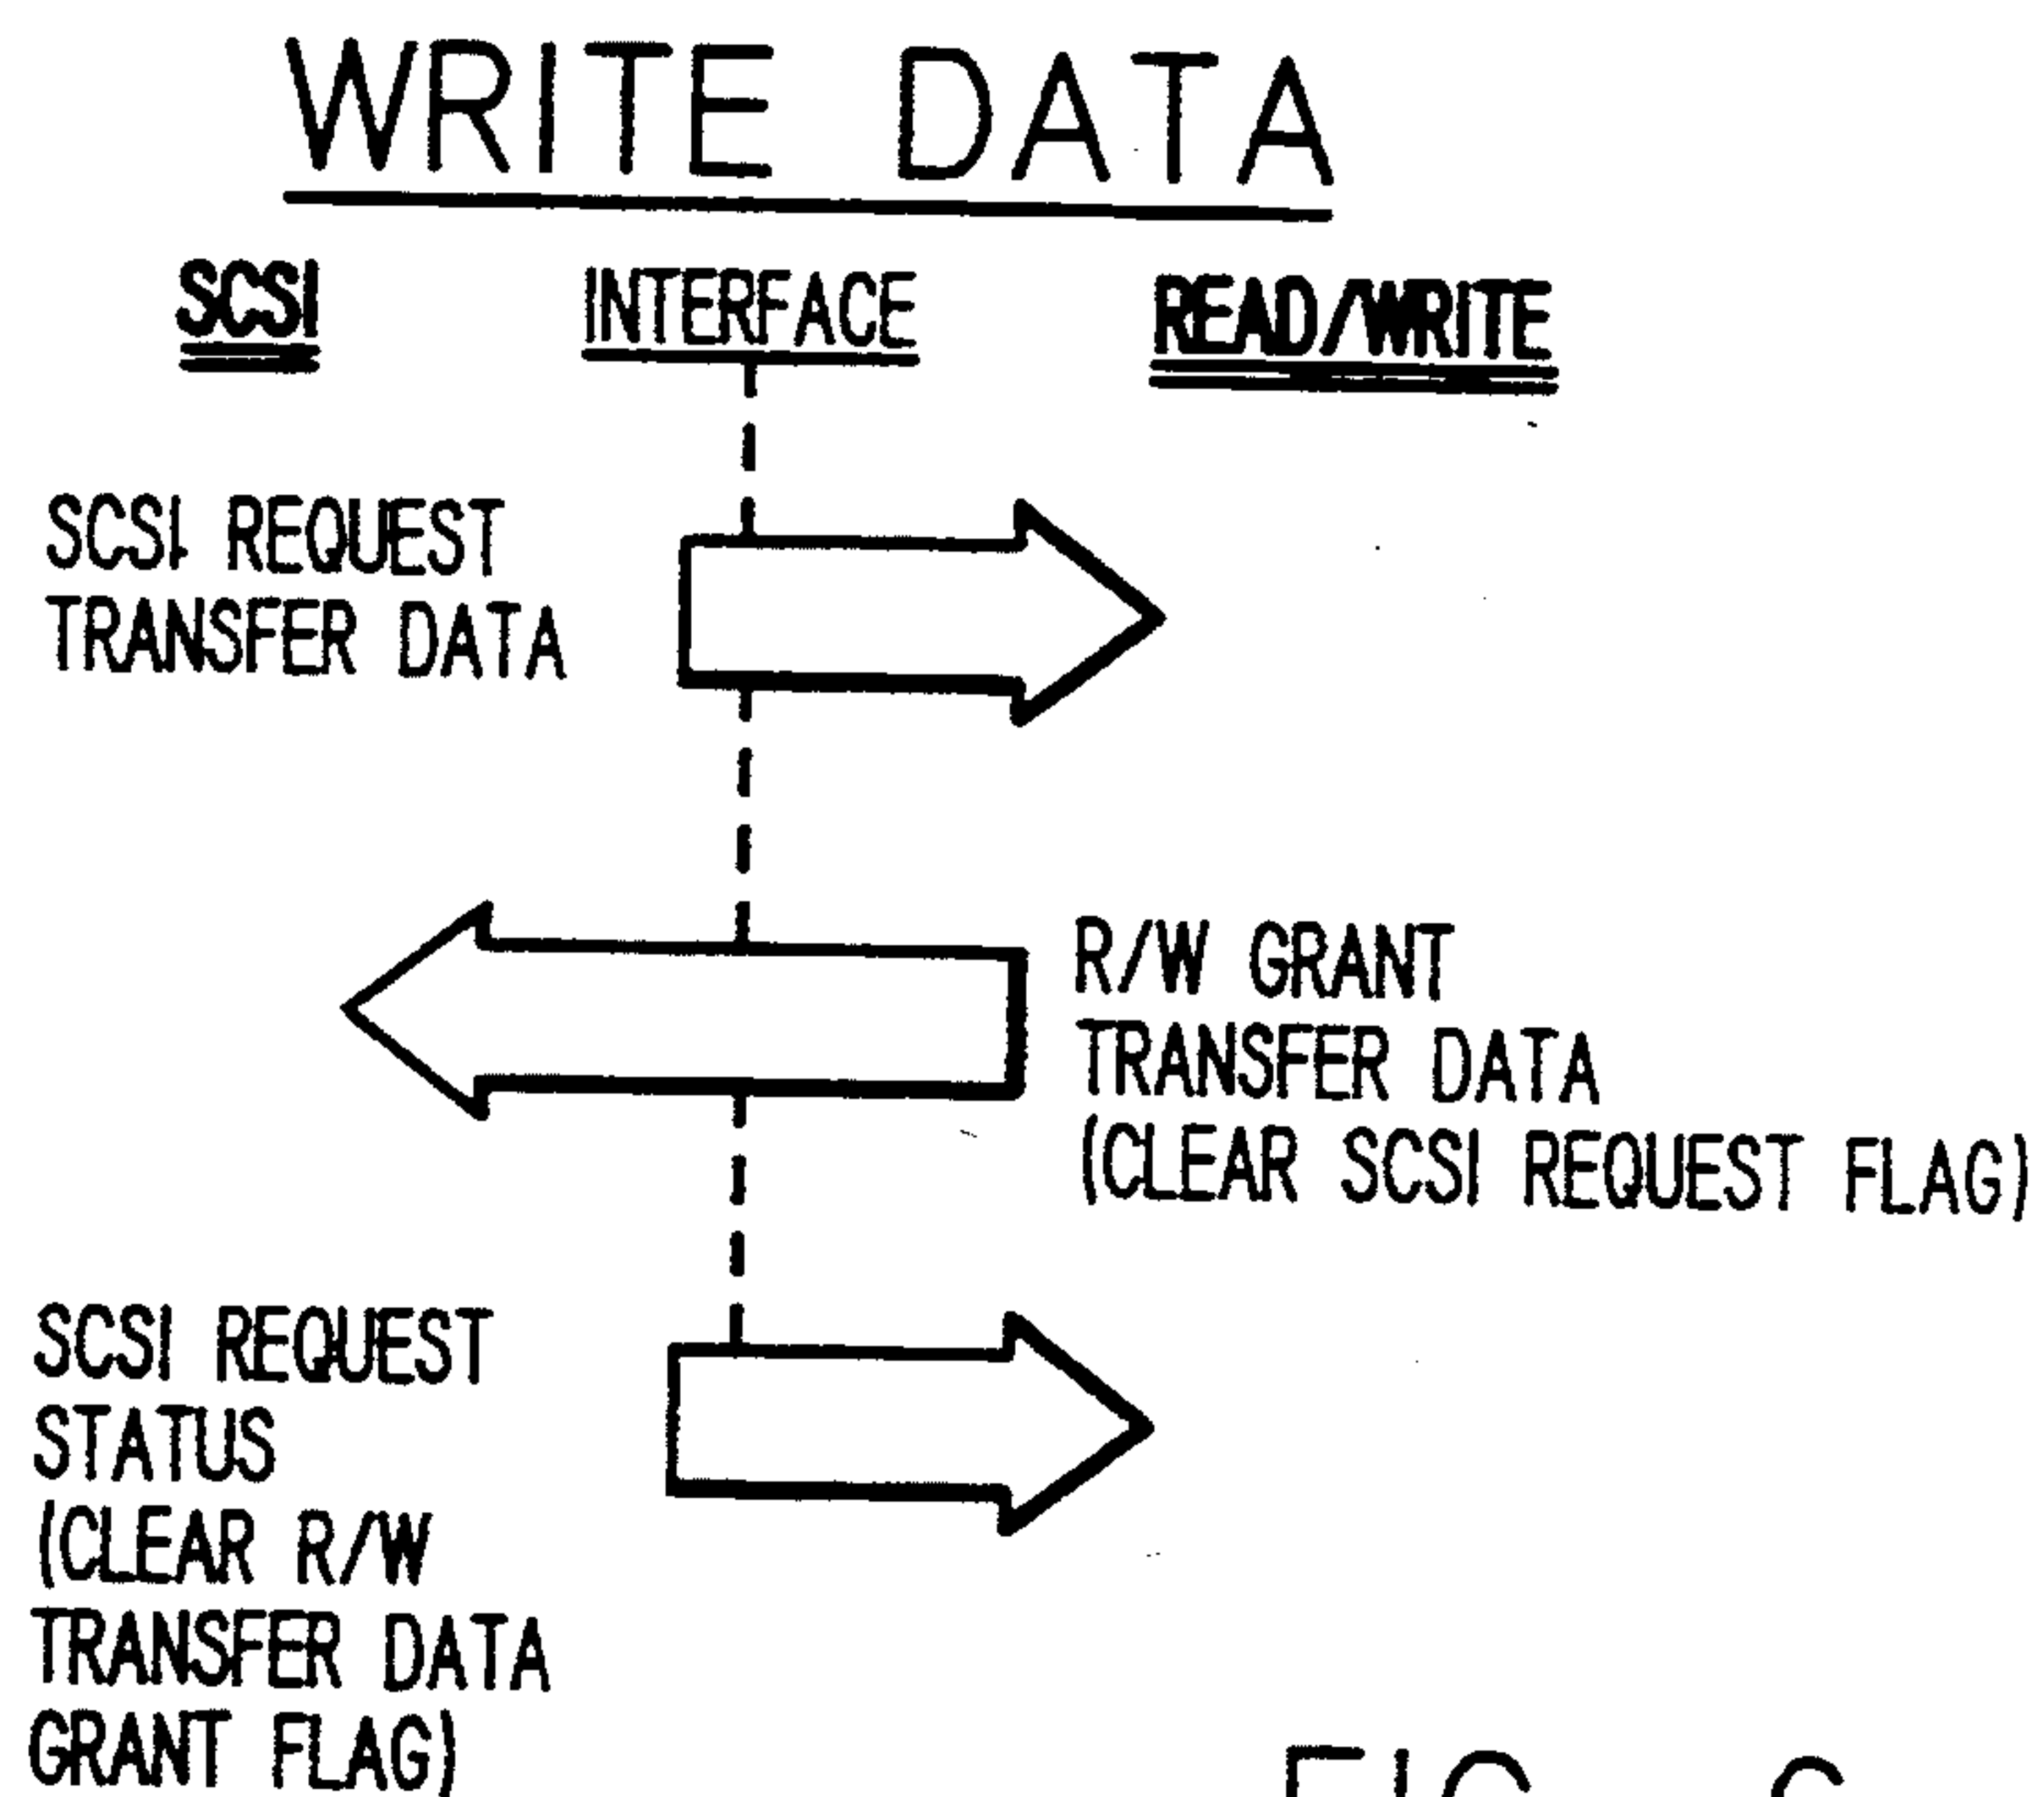 WRITE DATA
SCSI INTERFACE READ/WRITE
SCSI REQUEST
TRANSFER DATA
R/W GRANT
TRANSFER DATA
(CLEAR SCSI REQUEST FLAG)
SCSI REQUEST
STATUS
(CLEAR R/W
TRANSFER DATA
GRANT FLAG)